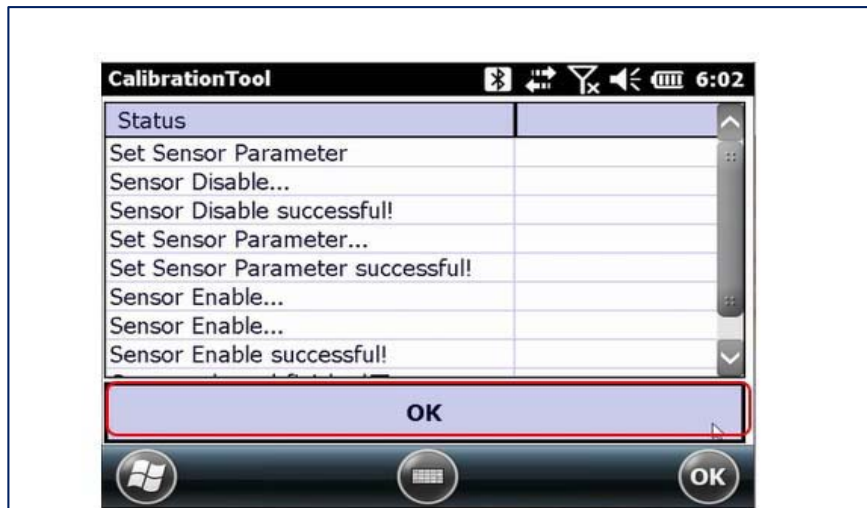 CalibrationTool 6:02
Status
Set Sensor Parameter
Sensor Disable...
Sensor Disable successful!
Set Sensor Parameter...
Set Sensor Parameter successful!
Sensor Enable...
Sensor Enable...
Sensor Enable successful!
OK
OK